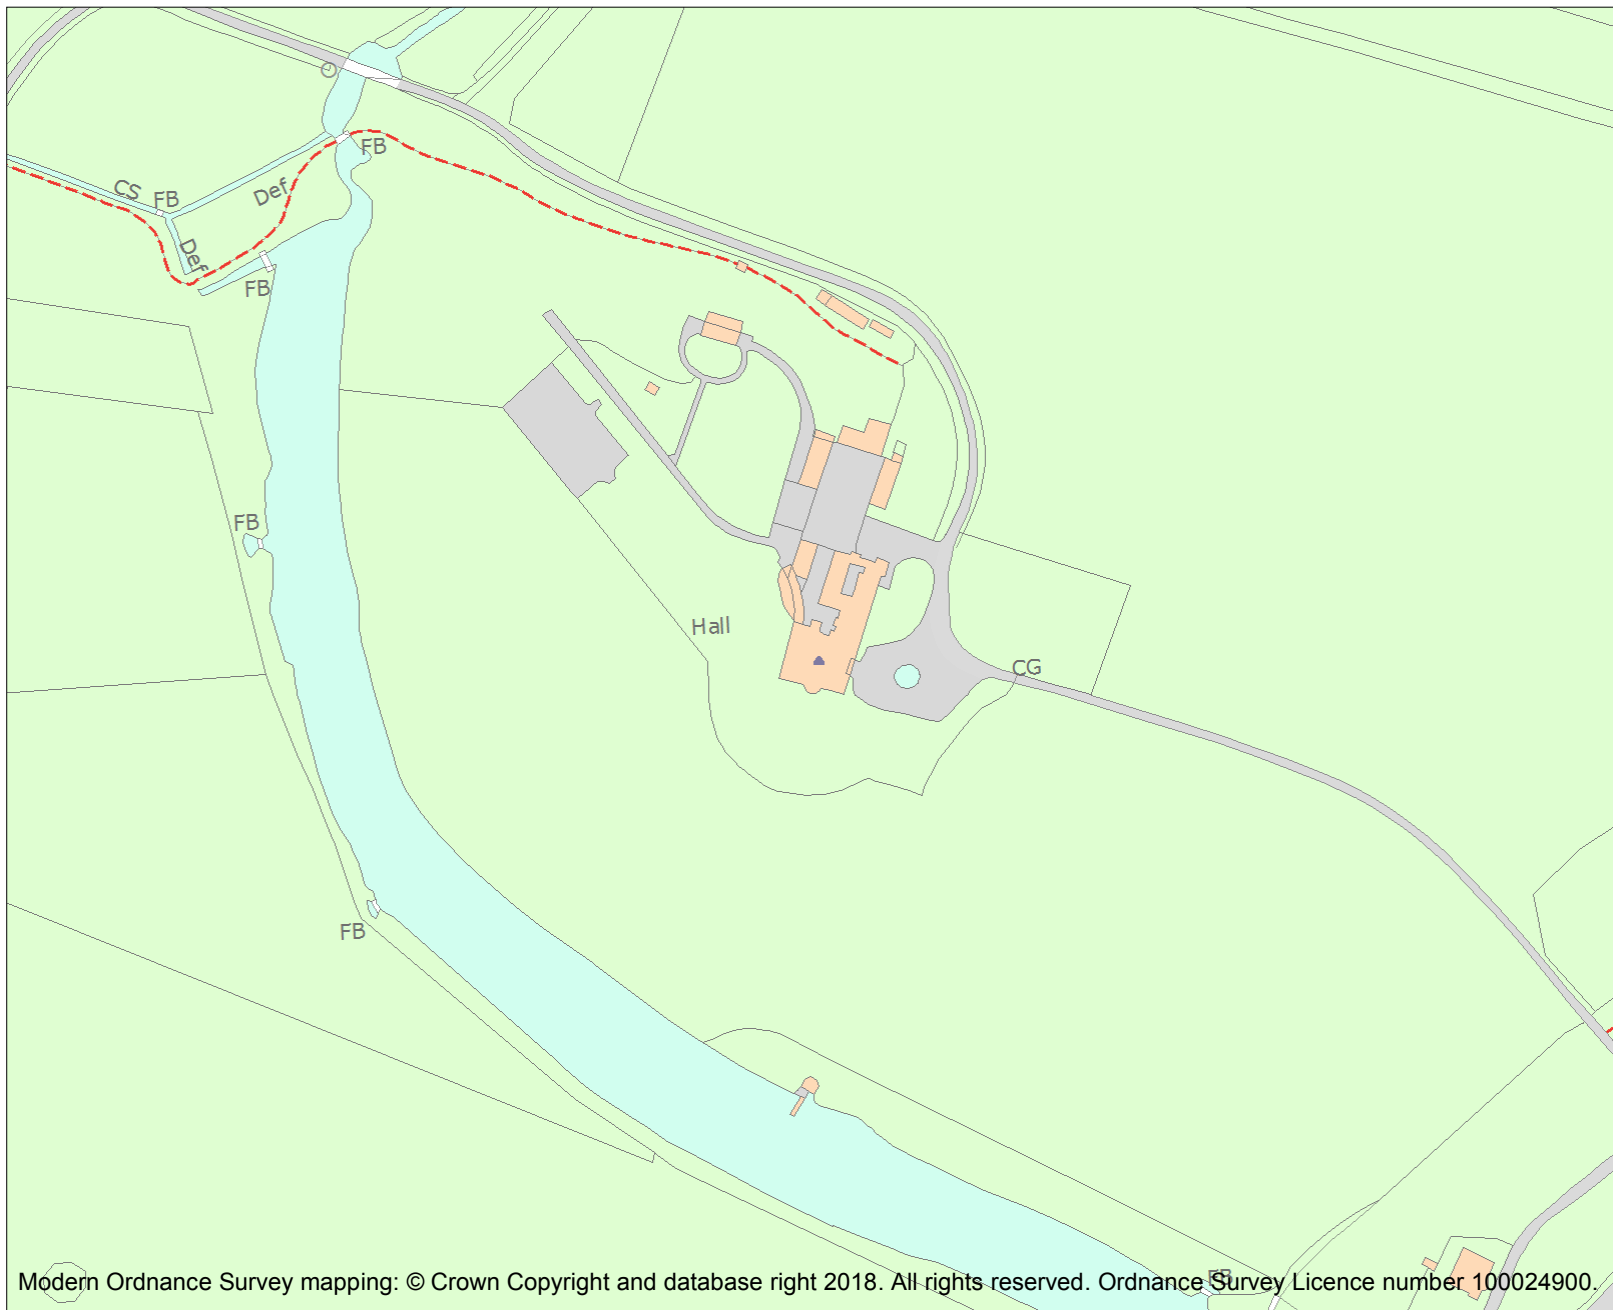 FB
CS
FB
Def
Def
FB
FB
Hall
CG
FB
FB
Modern Ordnance Survey mapping: © Crown Copyright and database right 2018. All rights reserved. Ordnance Survey Licence number 100024900.